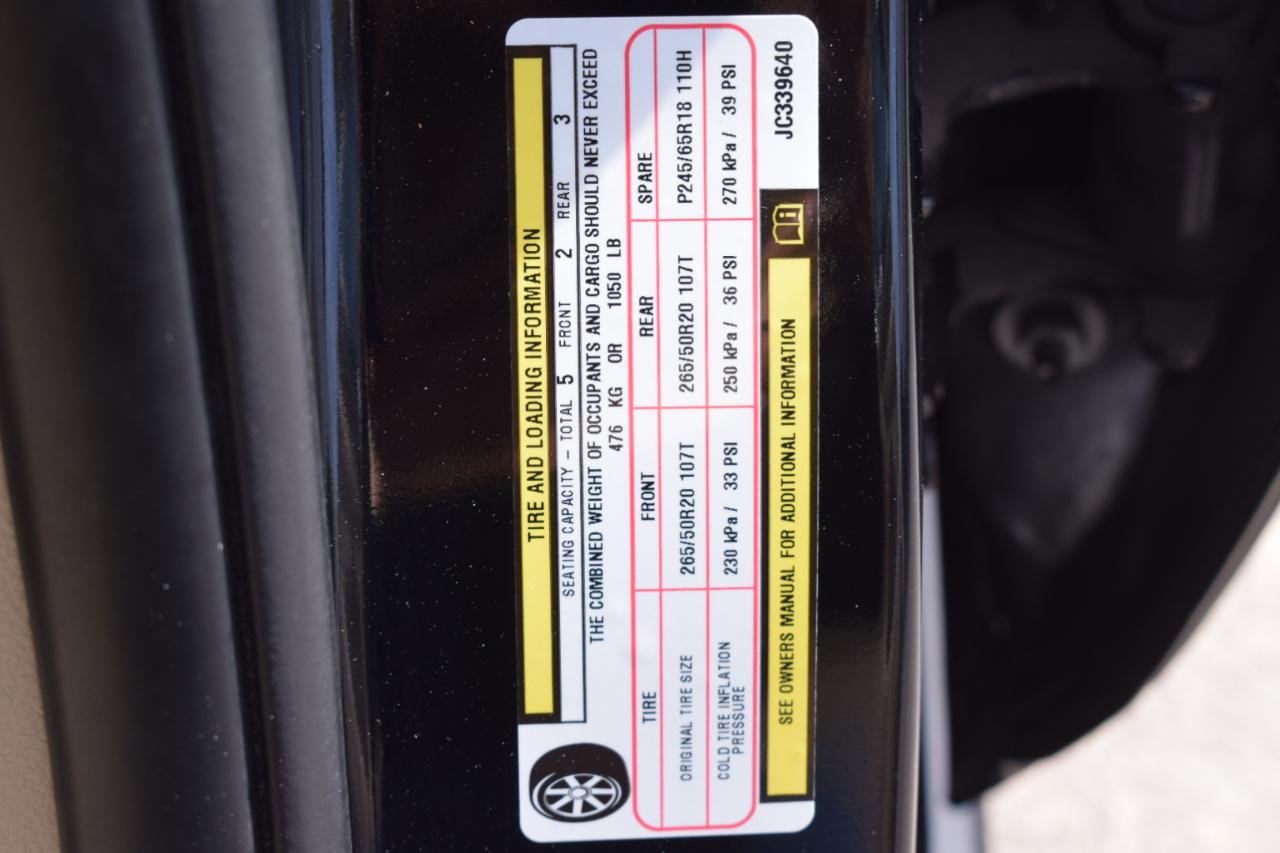 TIRE AND LOADING INFORMATION
SEATING CAPACITY – TOTAL 5 FRONT 2 REAR 3
THE COMBINED WEIGHT OF OCCUPANTS AND CARGO SHOULD NEVER EXCEED
476 KG OR 1050 LB
TIRE FRONT REAR SPARE
ORIGINAL TIRE SIZE 265/50R20 107T 265/50R20 107T P245/65R18 110H
COLD TIRE INFLATION PRESSURE 230 kPa / 33 PSI 250 kPa / 36 PSI 270 kPa / 39 PSI
SEE OWNERS MANUAL FOR ADDITIONAL INFORMATION
JC339640